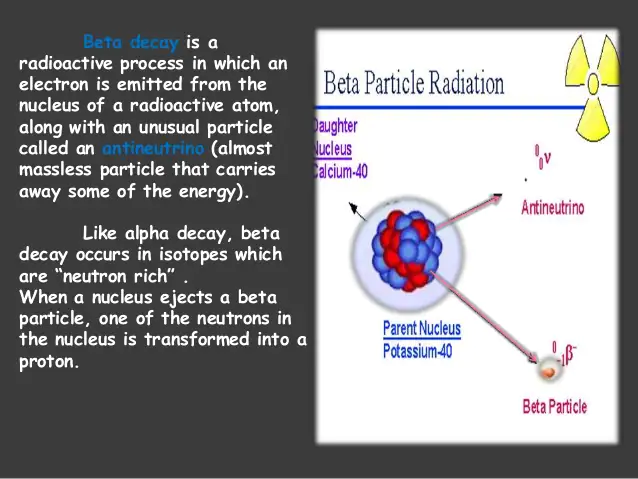 Beta decay is a
radioactive process in which an
electron is emitted from the
nucleus of a radioactive atom,
along with an unusual particle
called an antineutrino (almost
massless particle that carries
away some of the energy).
Like alpha decay, beta
decay occurs in isotopes which
are “neutron rich” .
When a nucleus ejects a beta
particle, one of the neutrons in
the nucleus is transformed into a
proton.
Beta Particle Radiation
Daughter
Nucleus
Calcium-40
0
0ν
Antineutrino
Parent Nucleus
Potassium-40
0
-1β−
Beta Particle